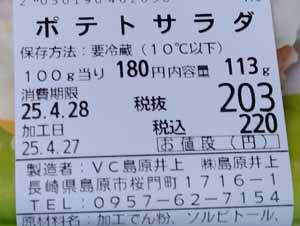 ポテトサラダ
保存方法：要冷蔵（１０℃以下）
100g当り 180円 内容量 113g
消費期限
25.4.28 税抜 203
加工日 税込 220
25.4.27 お値段（円）
製造者：ＶＣ島原井上 ㈱島原井上
長崎県島原市桜門町１７１６－１
ＴＥＬ：０９５７－６２－７１５４
原材料名：加工でん粉、ソルビトール、